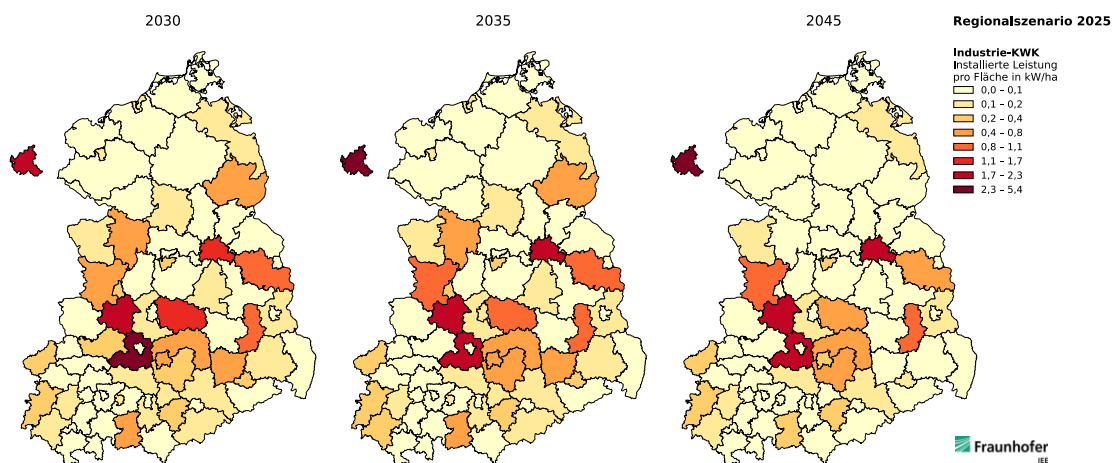 2030
2035
2045
Regionalszenario 2025
Industrie-KWK
Installierte Leistung
pro Fläche in kW/ha
0,0 – 0,1
0,1 – 0,2
0,2 – 0,4
0,4 – 0,8
0,8 – 1,1
1,1 – 1,7
1,7 – 2,3
2,3 – 5,4
Fraunhofer
IEE